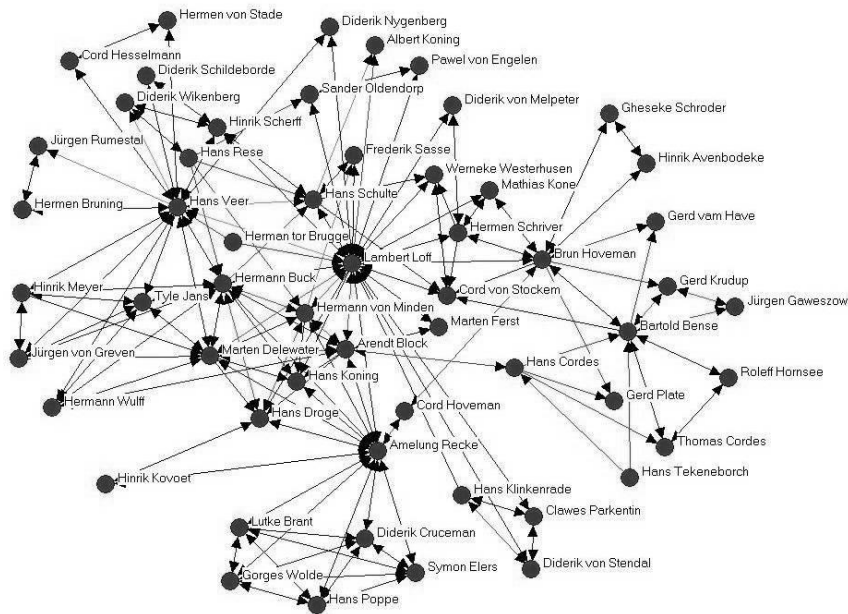 Hermen von Stade
Diderik Nygenberg
Albert Koning
Cord Hesselmann
Pawel von Engelen
Diderik Schildeborde
Sander Oldendorp
Diderik Wikenberg
Diderik von Melpeter
Gheseke Schroder
Hinrik Scherff
Jürgen Rumestal
Hans Rese
Frederik Sasse
Hinrik Avenbodeke
Werneke Westerhusen
Mathias Kone
Hans Schulte
Hermen Bruning
Hans Veer
Gerd vam Have
Hermen Schriver
Herman tor Brugge
Lambert Loff
Brun Hoveman
Hermann Buck
Gerd Krudup
Hinrik Meyer
Tyle Jans
Cord von Stockem
Jürgen Gaweszow
Hermann von Minden
Marten Ferst
Bartold Bense
Jürgen von Greven
Marten Delewater
Arendt Block
Hans Cordes
Roleff Hornsee
Hans Koning
Gerd Plate
Hermann Wulff
Hans Droge
Cord Hoveman
Thomas Cordes
Amelung Recke
Hans Tekeneborch
Hinrik Kovoet
Hans Klinkenrade
Clawes Parkentin
Lutke Brant
Diderik Cruceman
Diderik von Stendal
Symon Elers
Gorges Wolde
Hans Poppe